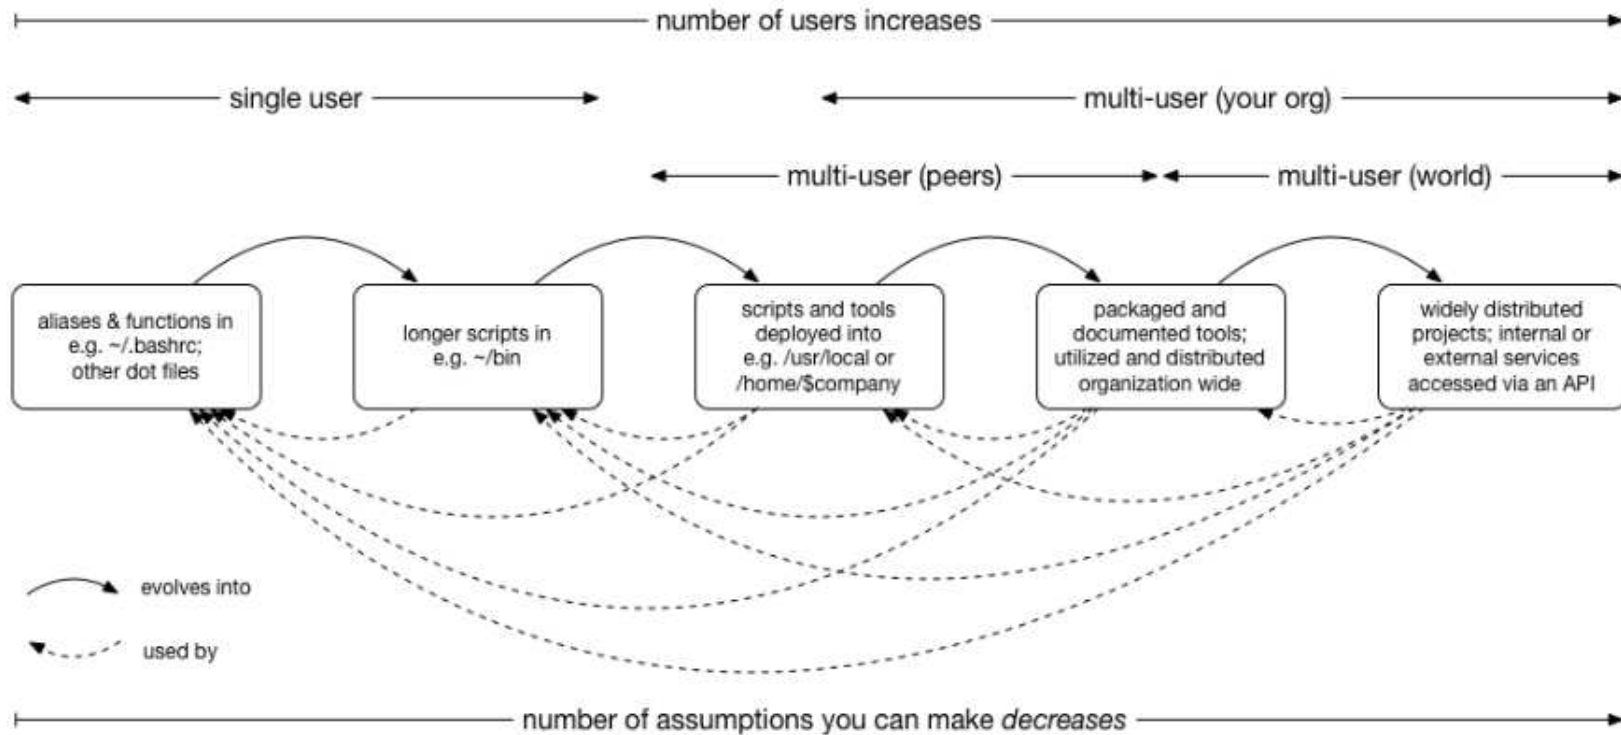 number of users increases
single user
multi-user (your org)
multi-user (peers)
multi-user (world)
aliases & functions in
e.g. ~/.bashrc;
other dot files
longer scripts in
e.g. ~/bin
scripts and tools
deployed into
e.g. /usr/local or
/home/$company
packaged and
documented tools;
utilized and distributed
organization wide
widely distributed
projects; internal or
external services
accessed via an API
evolves into
used by
number of assumptions you can make decreases